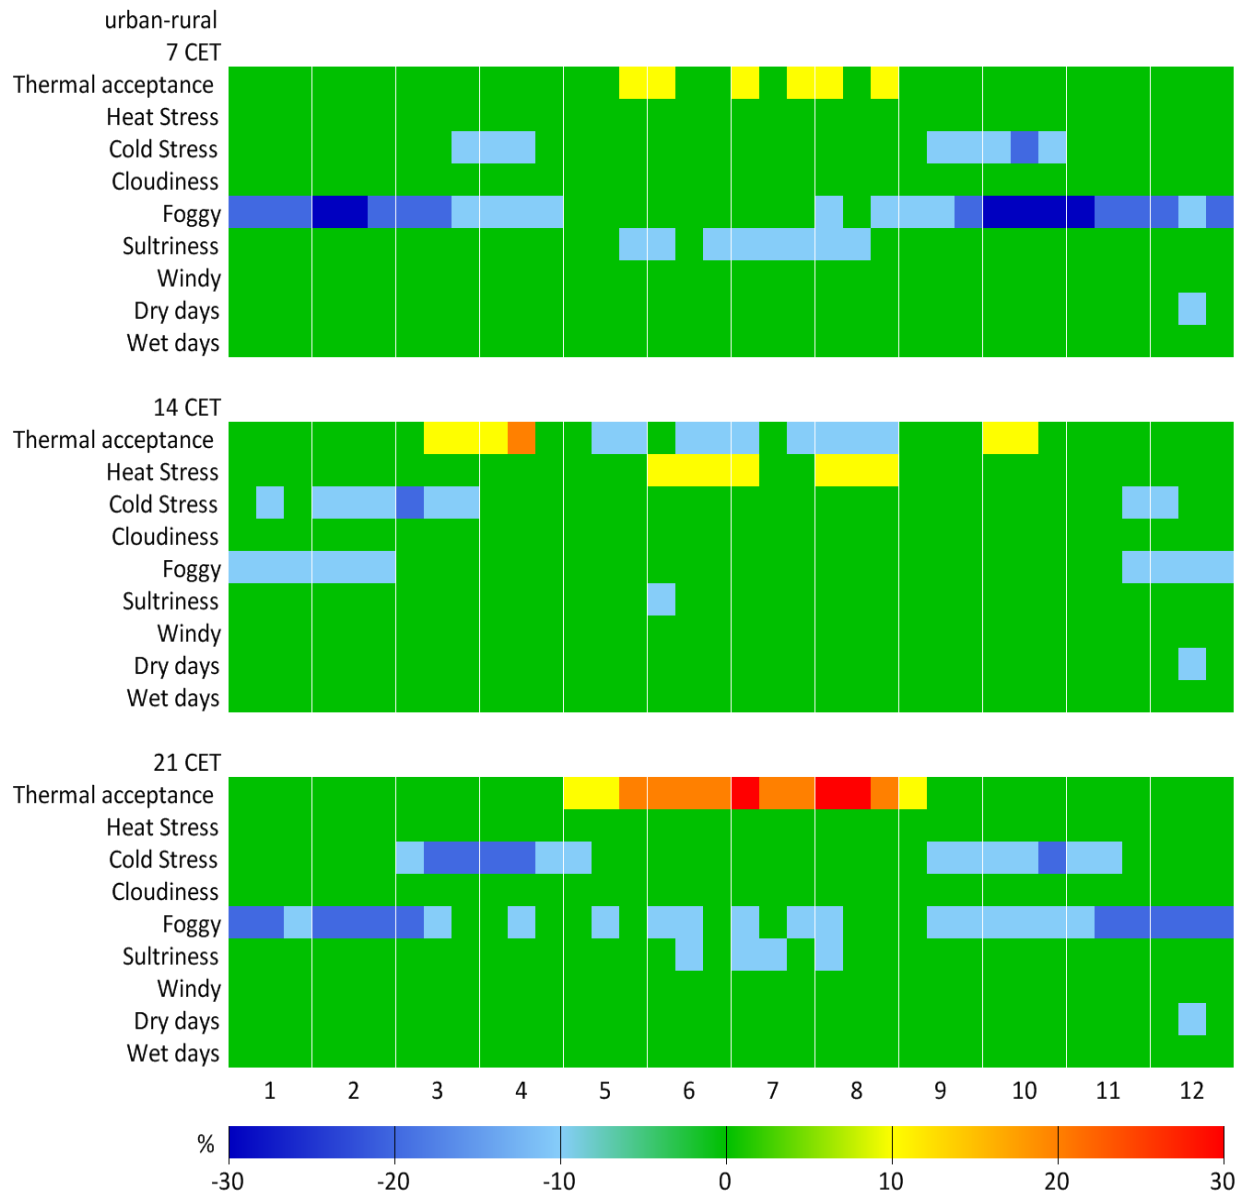 urban-rural
7 CET
Thermal acceptance
Heat Stress
Cold Stress
Cloudiness
Foggy
Sultriness
Windy
Dry days
Wet days
14 CET
Thermal acceptance
Heat Stress
Cold Stress
Cloudiness
Foggy
Sultriness
Windy
Dry days
Wet days
21 CET
Thermal acceptance
Heat Stress
Cold Stress
Cloudiness
Foggy
Sultriness
Windy
Dry days
Wet days
1 2 3 4 5 6 7 8 9 10 11 12
%
-30 -20 -10 0 10 20 30